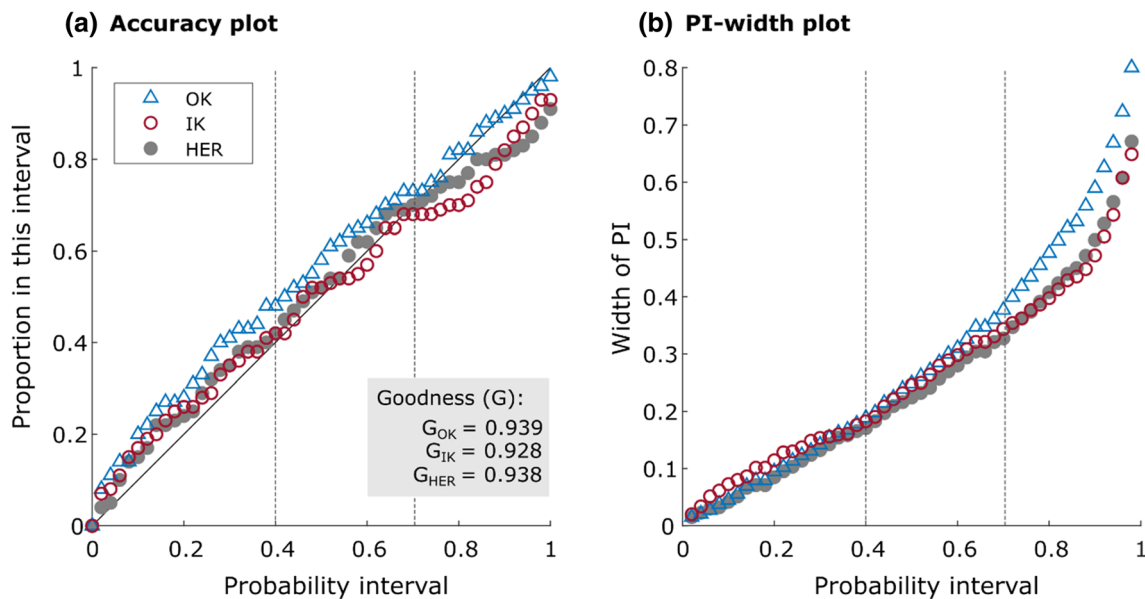 (a) Accuracy plot
1
0.8
0.6
0.4
0.2
0
Proportion in this interval
OK
IK
HER
Goodness (G):
G_OK = 0.939
G_IK = 0.928
G_HER = 0.938
0
0.2
0.4
0.6
0.8
1
Probability interval
(b) PI-width plot
0.8
0.7
0.6
0.5
0.4
0.3
0.2
0.1
0
Width of PI
0
0.2
0.4
0.6
0.8
1
Probability interval